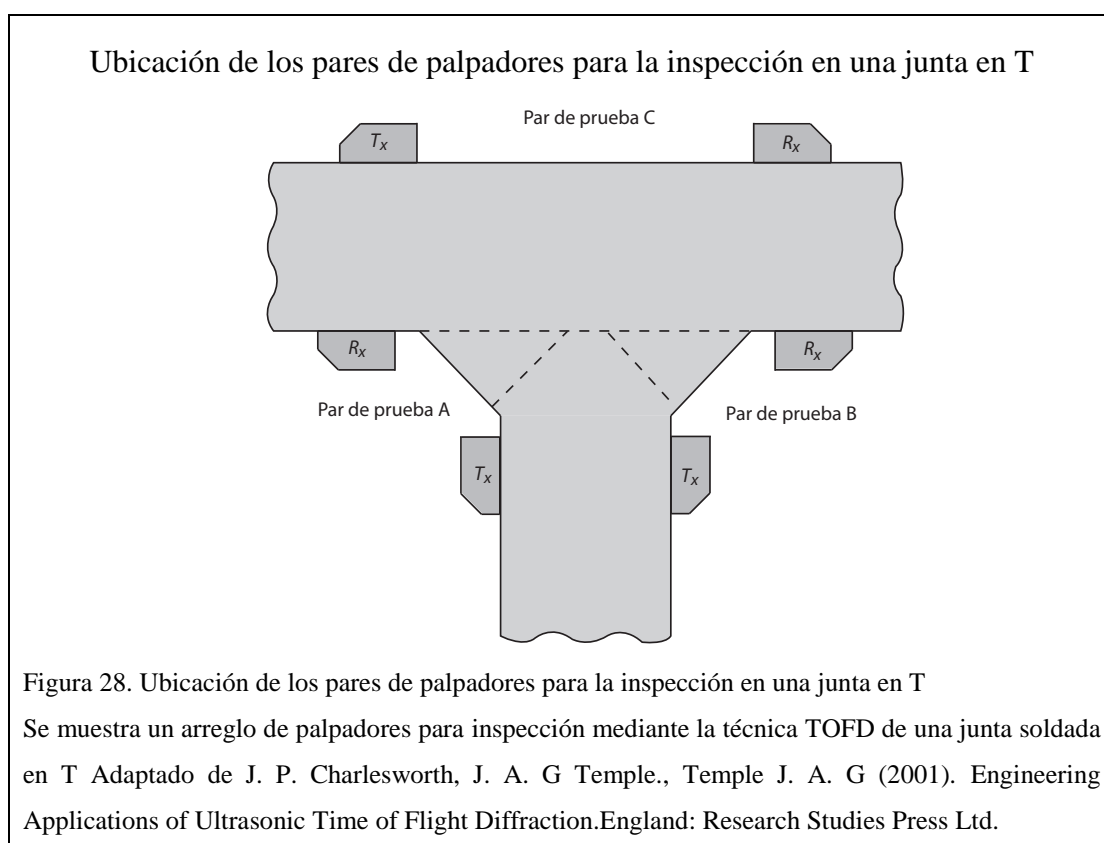 Ubicación de los pares de palpadores para la inspección en una junta en T
Par de prueba C
Tx
Rx
Rx
Rx
Par de prueba A
Par de prueba B
Tx
Tx
Figura 28. Ubicación de los pares de palpadores para la inspección en una junta en T
Se muestra un arreglo de palpadores para inspección mediante la técnica TOFD de una junta soldada
en T Adaptado de J. P. Charlesworth, J. A. G Temple., Temple J. A. G (2001). Engineering
Applications of Ultrasonic Time of Flight Diffraction.England: Research Studies Press Ltd.